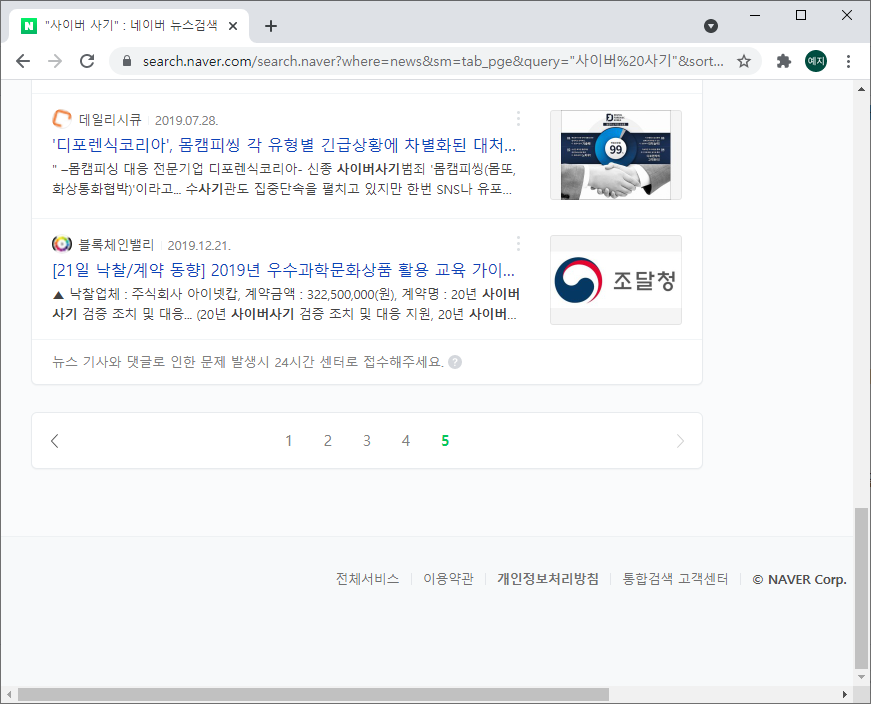 "사이버 사기" : 네이버 뉴스검색
search.naver.com/search.naver?where=news&sm=tab_pge&query="사이버%20사기"&sort...
예지
데일리시큐 2019.07.28.
'디포렌식코리아', 몸캠피씽 각 유형별 긴급상황에 차별화된 대처...
" –몸캠피싱 대응 전문기업 디포렌식코리아- 신종 사이버사기범죄 '몸캠피씽(몸또,
화상통화협박)'이라고... 수사기관도 집중단속을 펼치고 있지만 한번 SNS나 유포...
99
블록체인밸리 2019.12.21.
[21일 낙찰/계약 동향] 2019년 우수과학문화상품 활용 교육 가이...
▲ 낙찰업체 : 주식회사 아이넷캅, 계약금액 : 322,500,000(원), 계약명 : 20년 사이버
사기 검증 조치 및 대응... (20년 사이버사기 검증 조치 및 대응 지원, 20년 사이버...
조달청
뉴스 기사와 댓글로 인한 문제 발생시 24시간 센터로 접수해주세요. ?
1 2 3 4 5
전체서비스 이용약관 개인정보처리방침 통합검색 고객센터 © NAVER Corp.